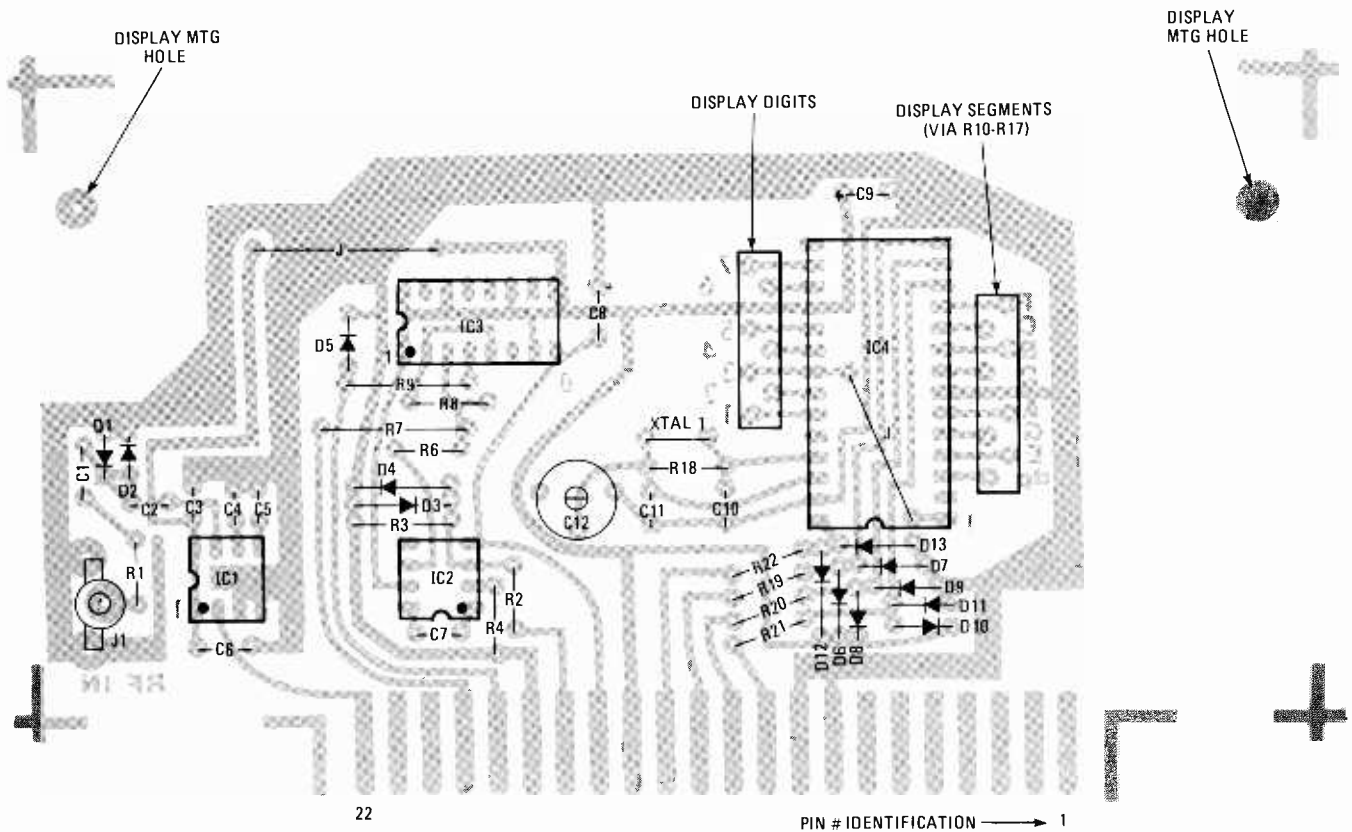 DISPLAY MTG
HOLE
DISPLAY
MTG HOLE
DISPLAY DIGITS
DISPLAY SEGMENTS
(VIA R10-R17)
C9
J
IC3
C8
D5
1
IC4
R9
R8
R7
R6
XTAL 1
J
R18
D1
D2
C1
C2
C3
C4
C5
D4
D3
R3
C12
C11
C10
R1
IC1
IC2
R2
R4
R22
R19
R20
R21
D13
D7
D9
D11
D10
D12
D6
D8
J1
C6
C7
RF IN
22
PIN # IDENTIFICATION
1